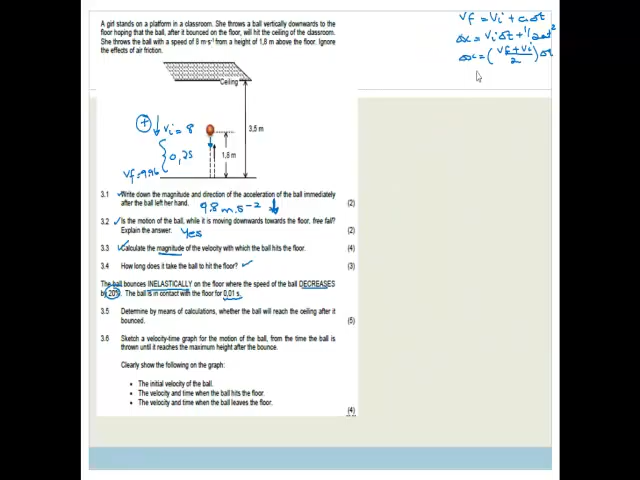 A girl stands on a platform in a classroom. She throws a ball vertically downwards to the
floor hoping that the ball, after it bounced on the floor, will hit the ceiling of the classroom.
She throws the ball with a speed of 8 m·s⁻¹ from a height of 1,8 m above the floor. Ignore
the effects of air friction.
vf = vi + aΔt
Δx = viΔt + ½aΔt²
Δx = (vf + vi / 2) Δt
Ceiling
(+) ↓ vi = 8
3,5 m
0,25
1,8 m
vf = 9.96
3.1 Write down the magnitude and direction of the acceleration of the ball immediately
after the ball left her hand. (2)
9.8 m.s⁻² ↓
3.2 Is the motion of the ball, while it is moving downwards towards the floor, free fall?
Explain the answer. (2)
Yes
3.3 Calculate the magnitude of the velocity with which the ball hits the floor. (4)
3.4 How long does it take the ball to hit the floor? (3)
The ball bounces INELASTICALLY on the floor where the speed of the ball DECREASES
by 20%. The ball is in contact with the floor for 0,01 s.
3.5 Determine by means of calculations, whether the ball will reach the ceiling after it
bounced. (5)
3.6 Sketch a velocity-time graph for the motion of the ball, from the time the ball is
thrown until it reaches the maximum height after the bounce.
Clearly show the following on the graph:
• The initial velocity of the ball.
• The velocity and time when the ball hits the floor.
• The velocity and time when the ball leaves the floor.
(4)